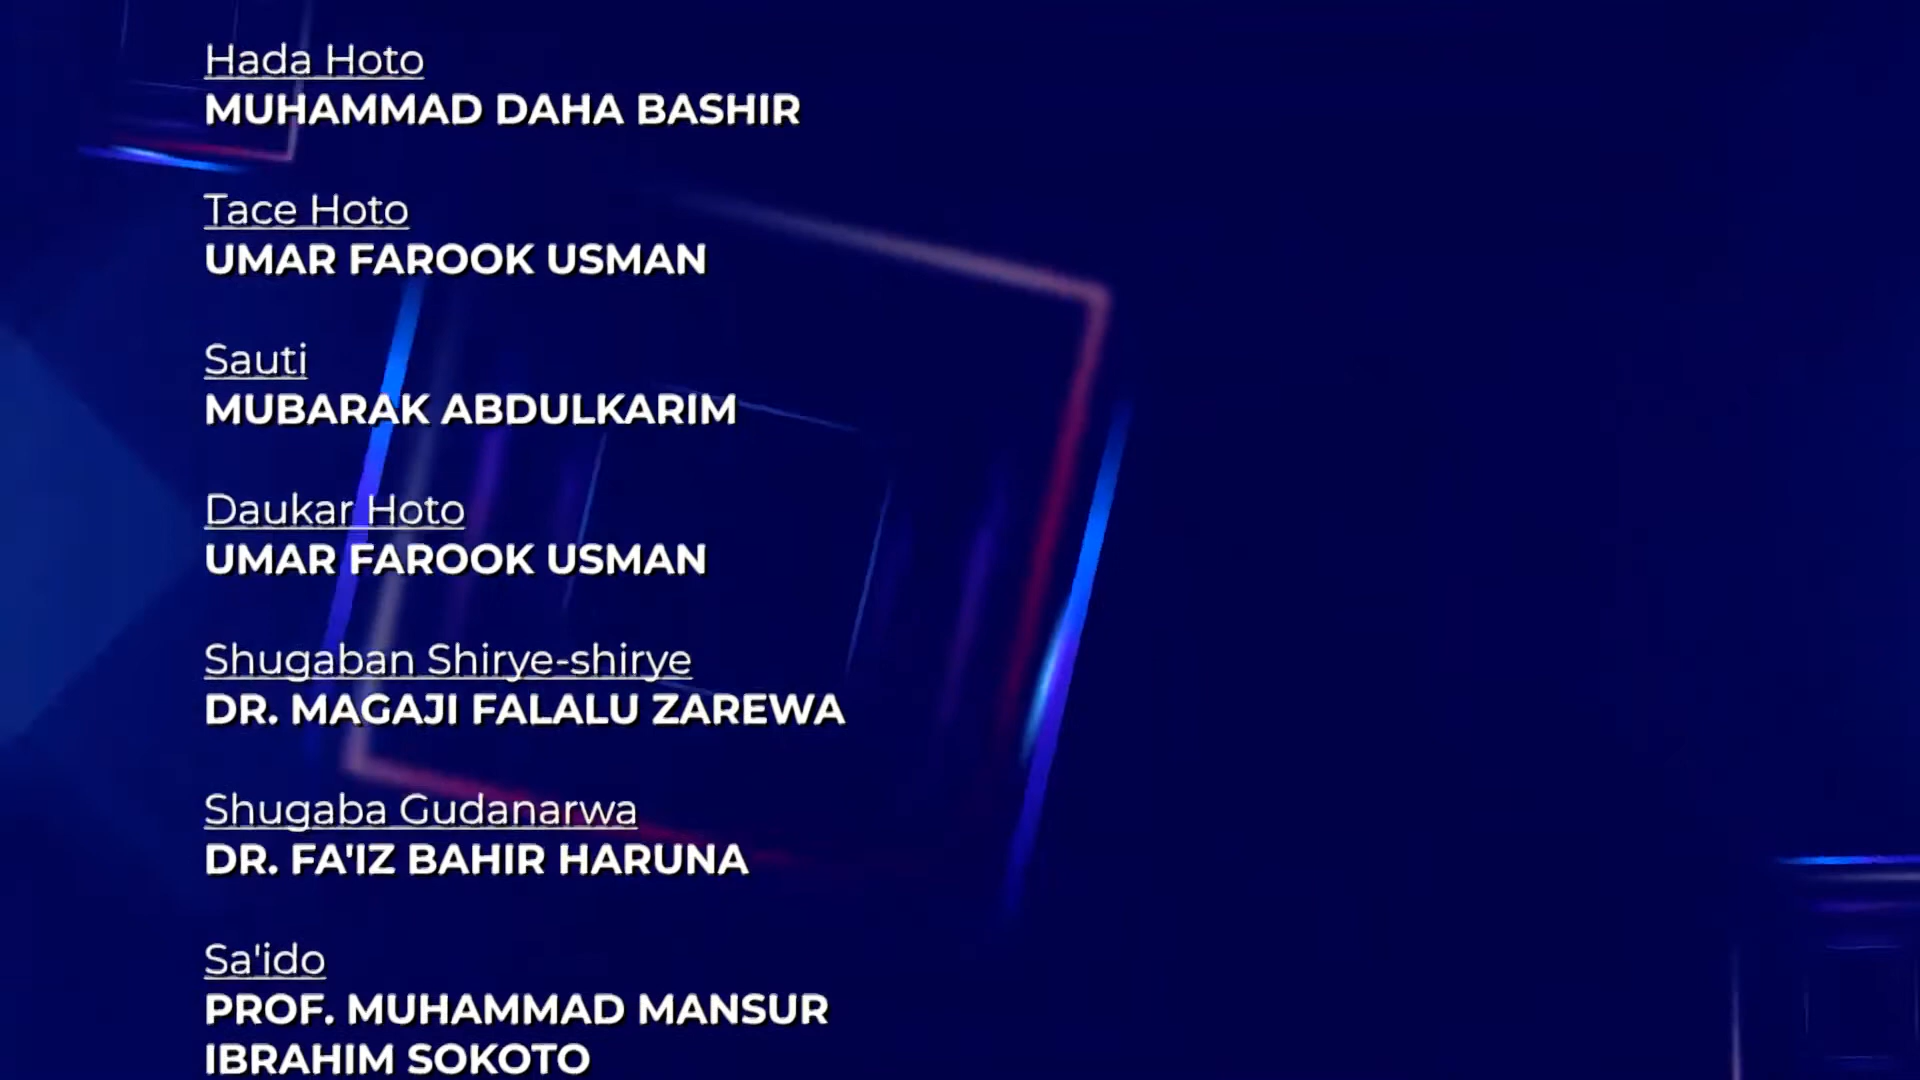 Hada Hoto
MUHAMMAD DAHA BASHIR
Tace Hoto
UMAR FAROOK USMAN
Sauti
MUBARAK ABDULKARIM
Daukar Hoto
UMAR FAROOK USMAN
Shugaban Shirye-shirye
DR. MAGAJI FALALU ZAREWA
Shugaba Gudanarwa
DR. FA'IZ BAHIR HARUNA
Sa'ido
PROF. MUHAMMAD MANSUR
IBRAHIM SOKOTO